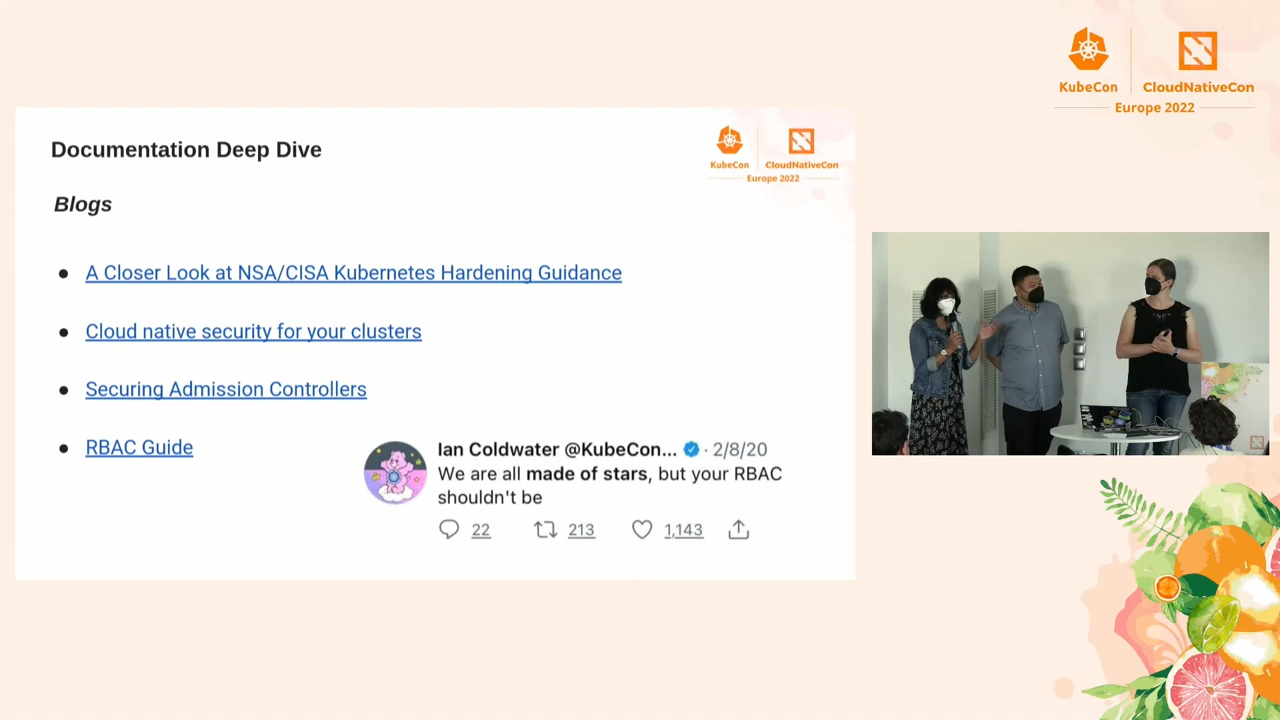 KubeCon
CloudNativeCon
Europe 2022
Documentation Deep Dive
KubeCon
CloudNativeCon
Europe 2022
Blogs
● A Closer Look at NSA/CISA Kubernetes Hardening Guidance
● Cloud native security for your clusters
● Securing Admission Controllers
● RBAC Guide
Ian Coldwater @KubeCon... · 2/8/20
We are all made of stars, but your RBAC
shouldn't be
22 213 1,143